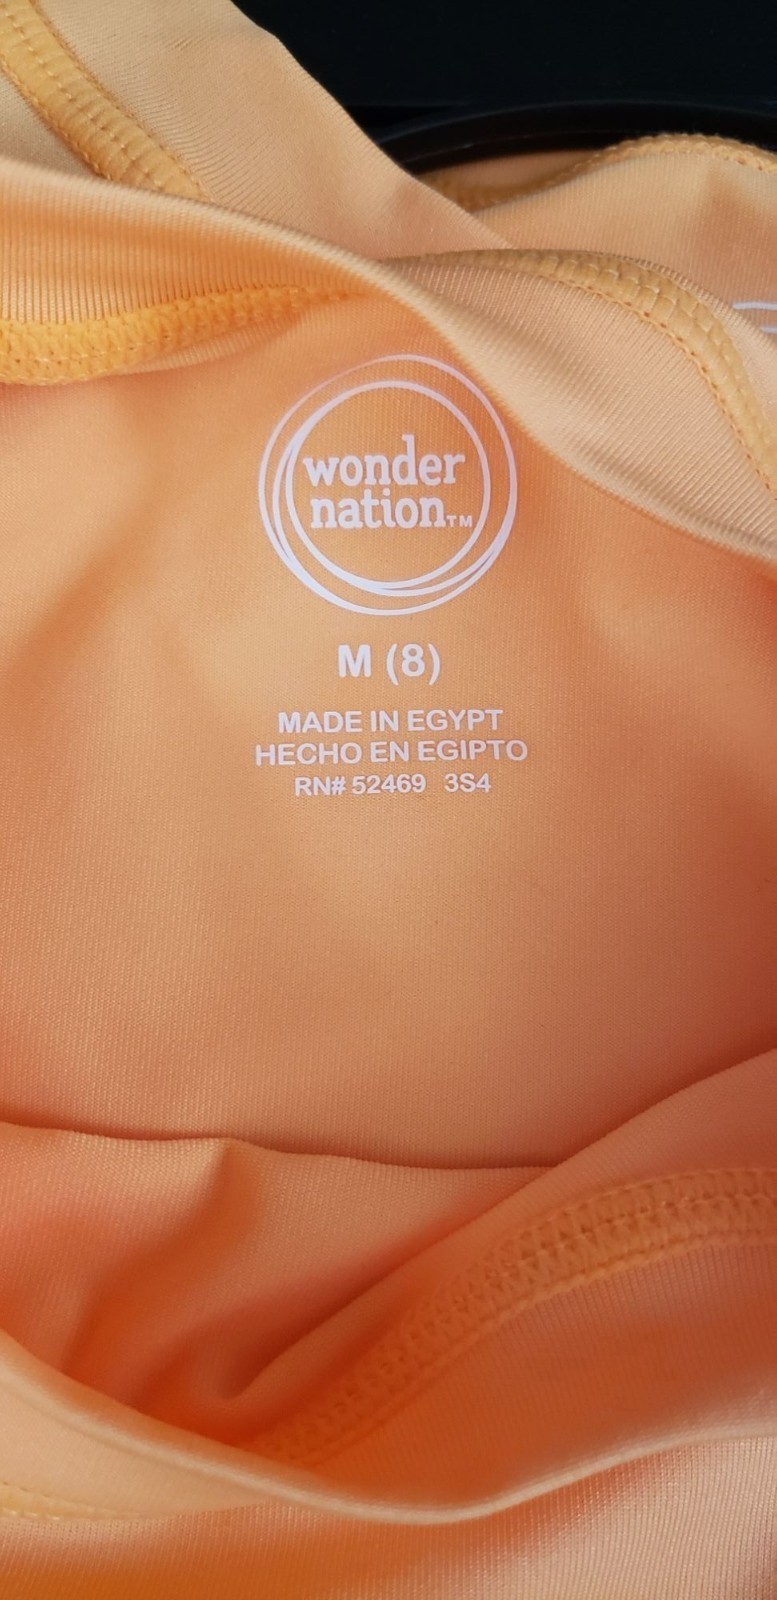 wonder
nation™
M (8)
MADE IN EGYPT
HECHO EN EGIPTO
RN# 52469 3S4